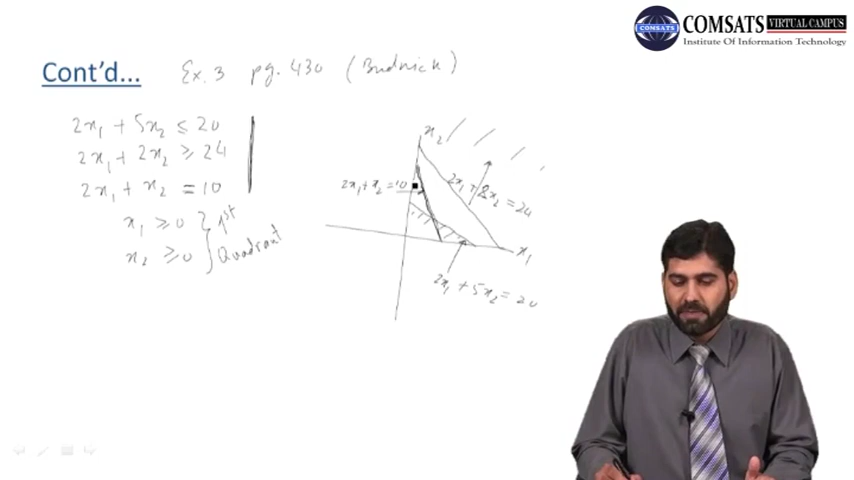 COMSATS VIRTUAL CAMPUS
COMSATS
Institute Of Information Technology
Cont'd... Ex. 3 pg. 430 (Budnick)
2x₁ + 5x₂ ≤ 20
2x₁ + 2x₂ ≥ 24
2x₁ + x₂ = 10
x₁ ≥ 0 } 1st
x₂ ≥ 0 Quadrant
x₂
2x₁ + x₂ = 10
2x₁ + 2x₂ = 24
x₁
2x₁ + 5x₂ = 20